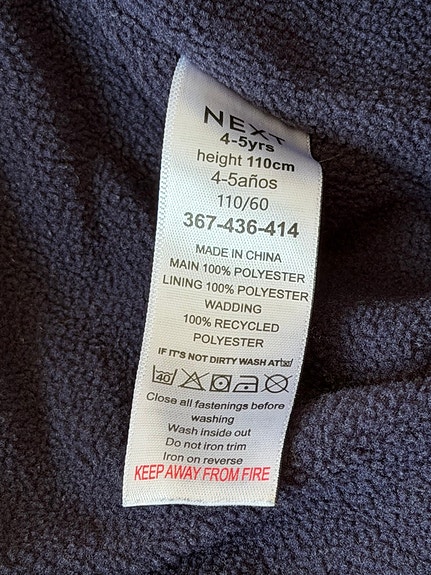 NEXT
4-5yrs
height 110cm
4-5años
110/60
367-436-414
MADE IN CHINA
MAIN 100% POLYESTER
LINING 100% POLYESTER
WADDING
100% RECYCLED
POLYESTER
IF IT'S NOT DIRTY WASH AT
40
Close all fastenings before
washing
Wash inside out
Do not iron trim
Iron on reverse
KEEP AWAY FROM FIRE